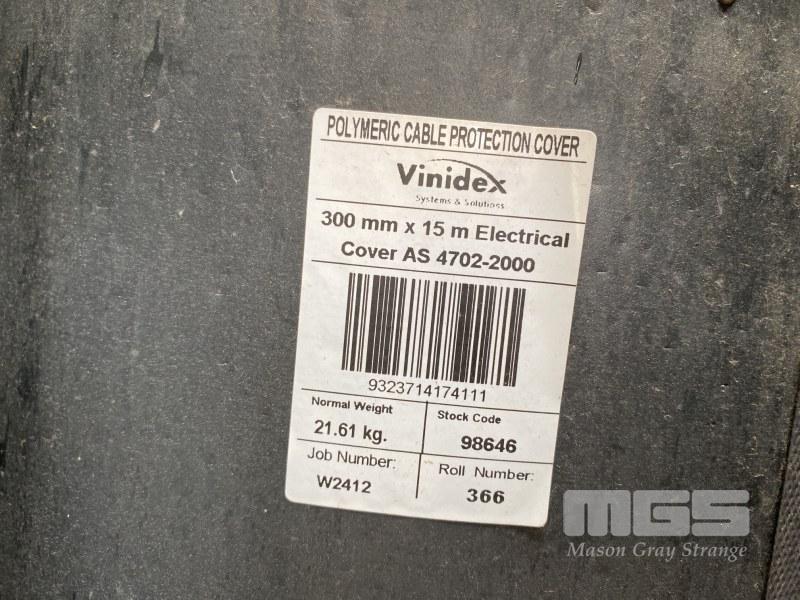 POLYMERIC CABLE PROTECTION COVER
Vinidex
Systems & Solutions
300 mm x 15 m Electrical
Cover AS 4702-2000
9323714174111
Normal Weight
21.61 kg.
Stock Code
98646
Job Number:
W2412
Roll Number:
366
MGS
Mason Gray Strange